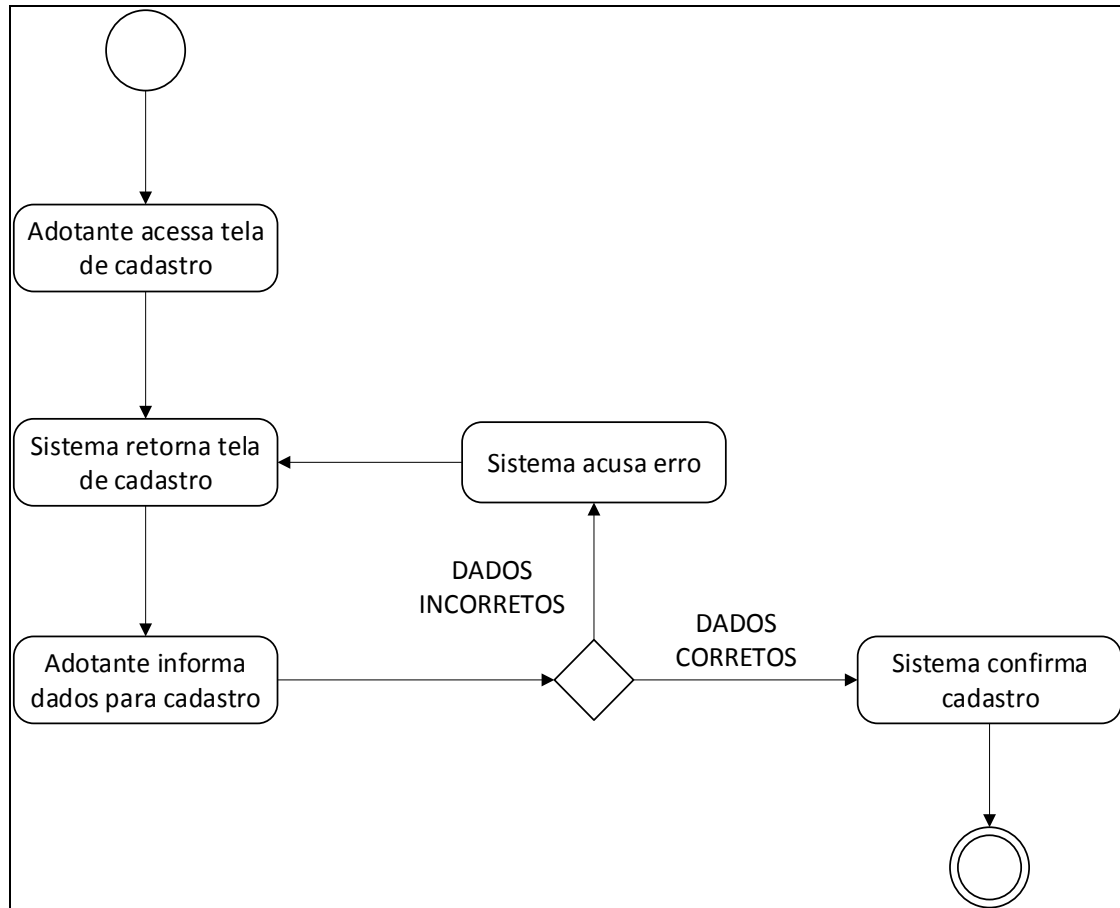 Adotante acessa tela
de cadastro
Sistema retorna tela
de cadastro
Sistema acusa erro
DADOS
INCORRETOS
DADOS
CORRETOS
Adotante informa
dados para cadastro
Sistema confirma
cadastro